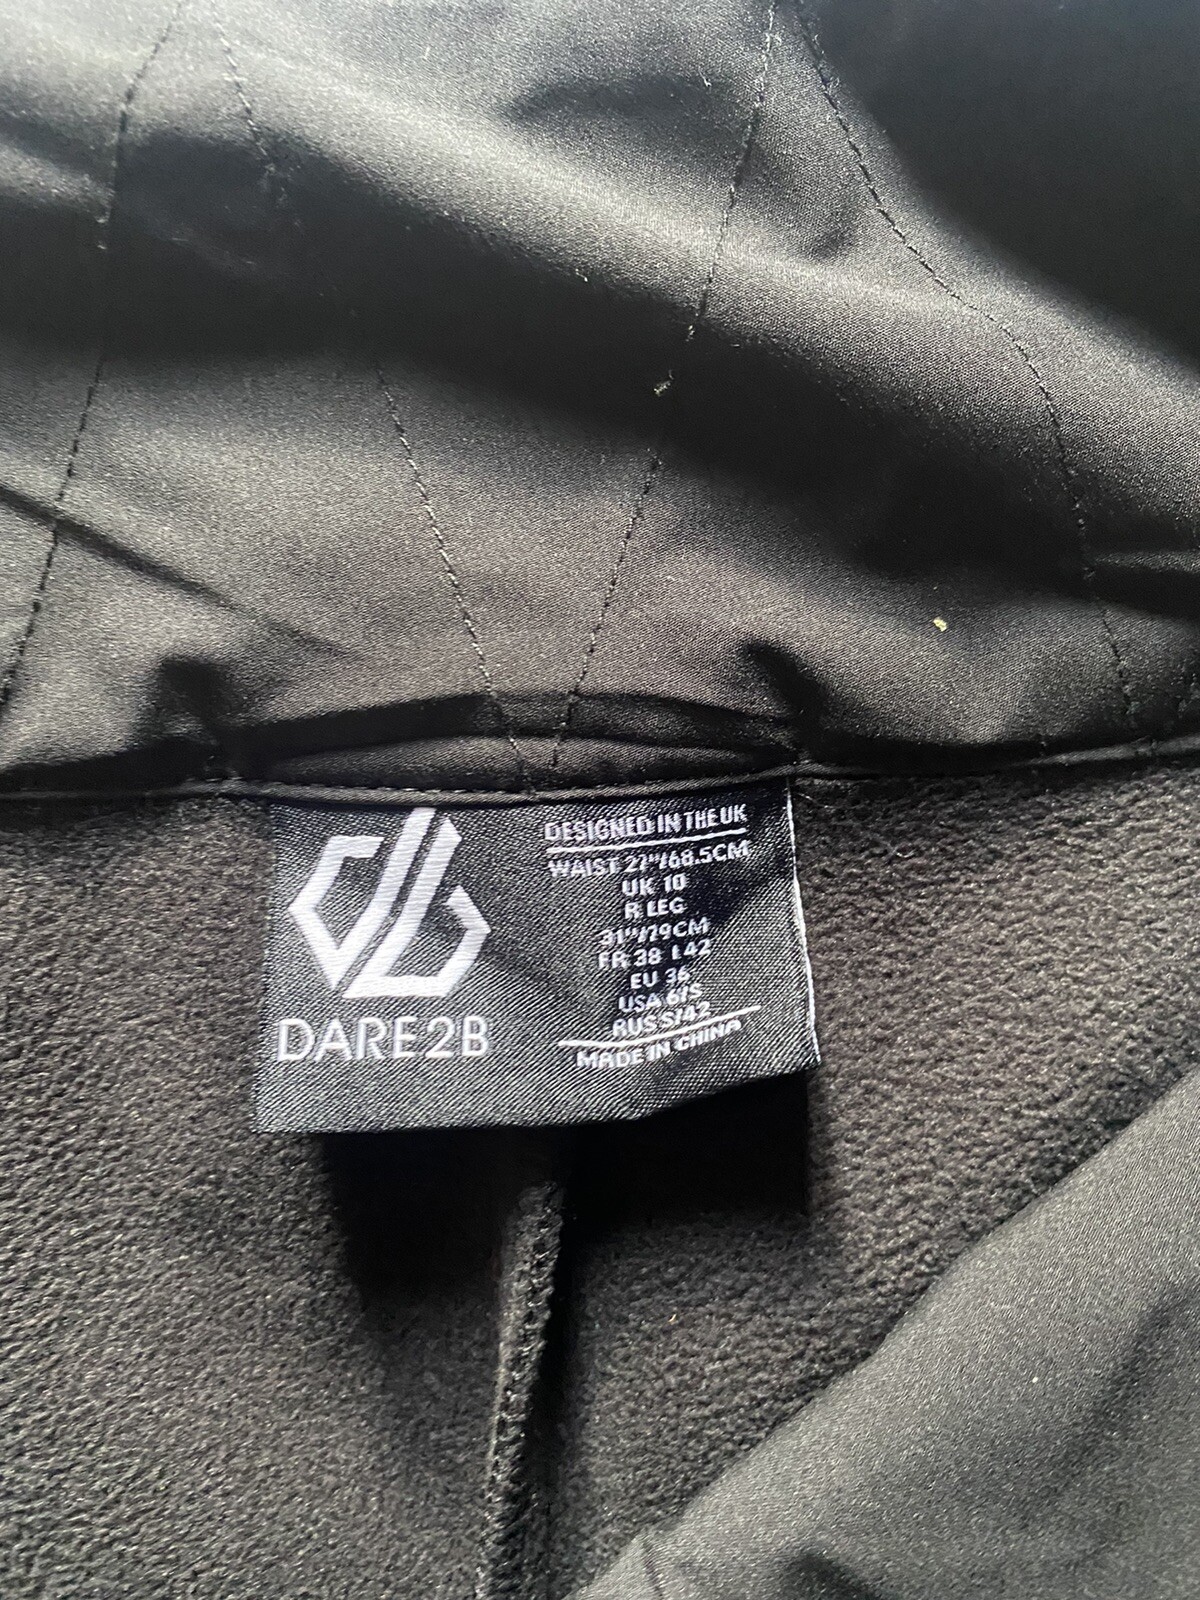 DARE2B
DESIGNED IN THE UK
WAIST 27"/68.5CM
UK 10
R LEG
31"/79CM
FR 38 I 42
EU 36
USA 6/S
RUS S/42
MADE IN CHINA